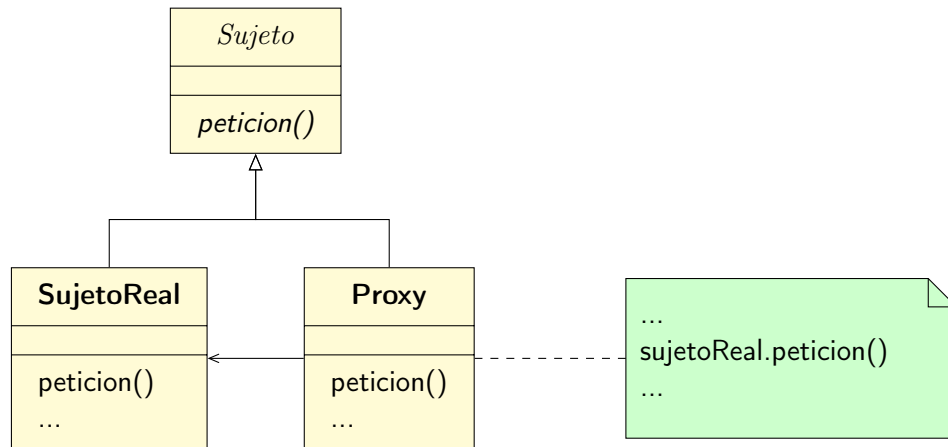 Sujeto
peticion()
SujetoReal
peticion()
...
Proxy
peticion()
...
...
sujetoReal.peticion()
...